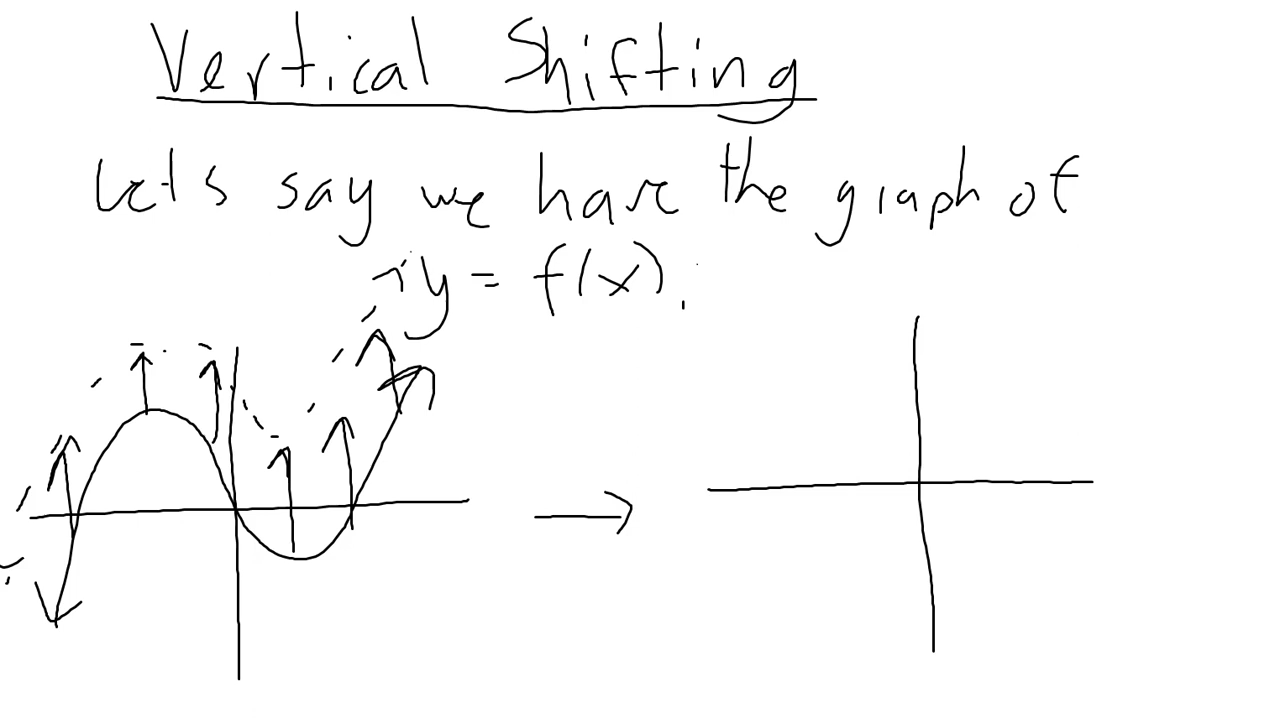 Vertical Shifting
Let's say we have the graph of
y = f(x).